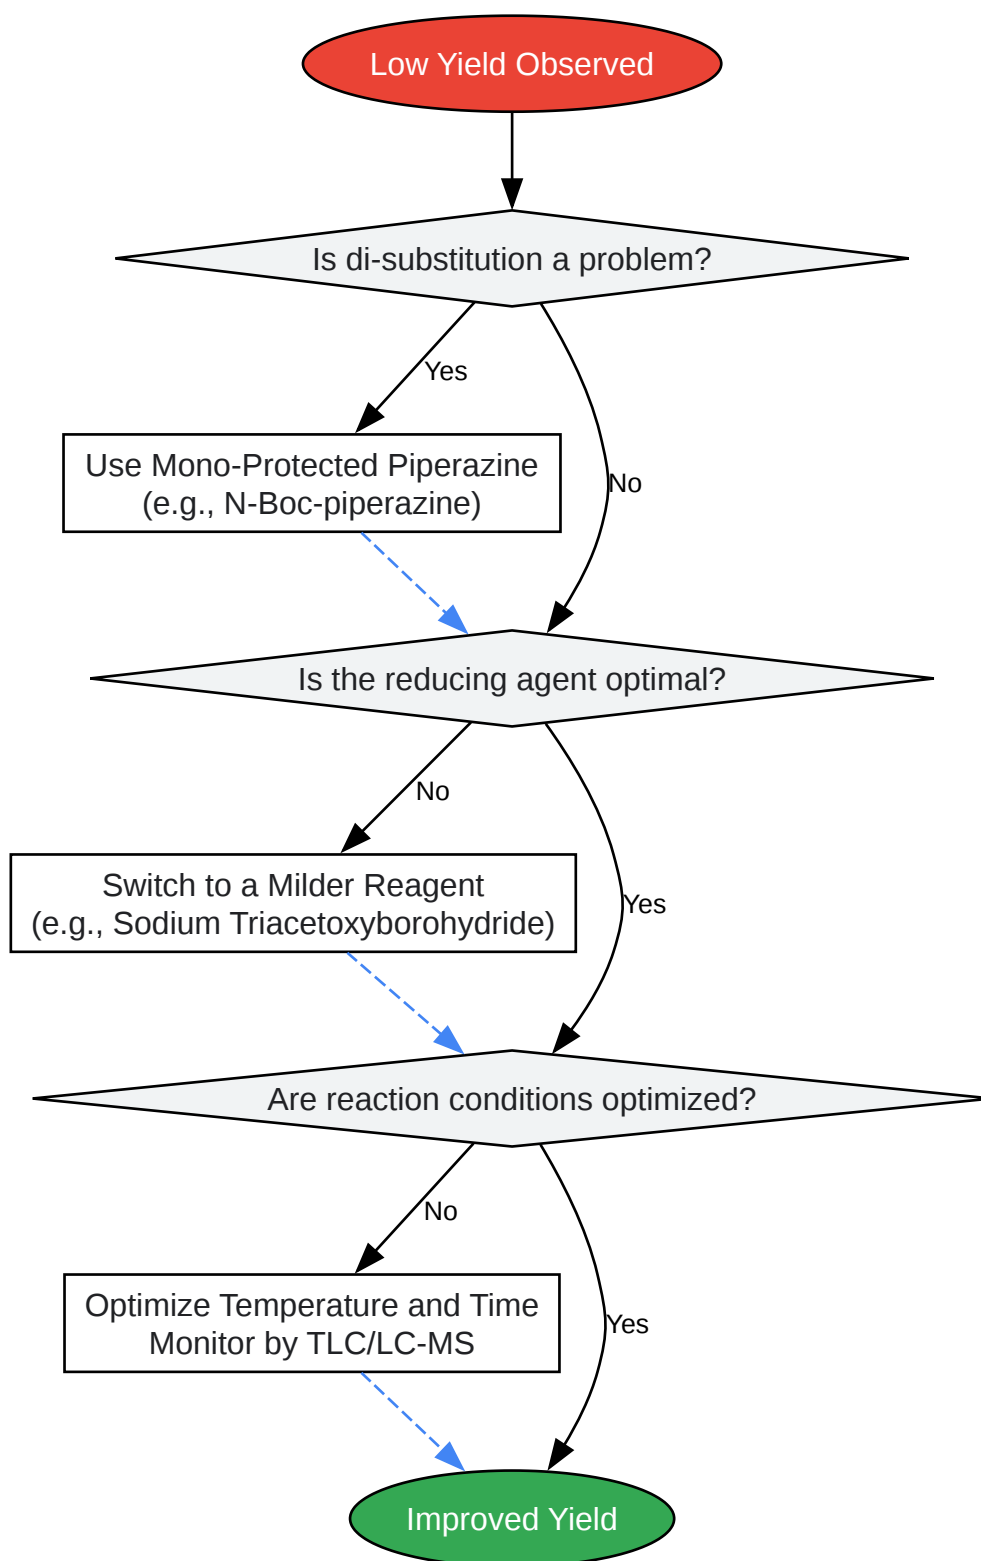 Low Yield Observed
Is di-substitution a problem?
Yes
Use Mono-Protected Piperazine
(e.g., N-Boc-piperazine)
No
Is the reducing agent optimal?
No
Switch to a Milder Reagent
(e.g., Sodium Triacetoxyborohydride)
Yes
Are reaction conditions optimized?
No
Optimize Temperature and Time
Monitor by TLC/LC-MS
Yes
Improved Yield